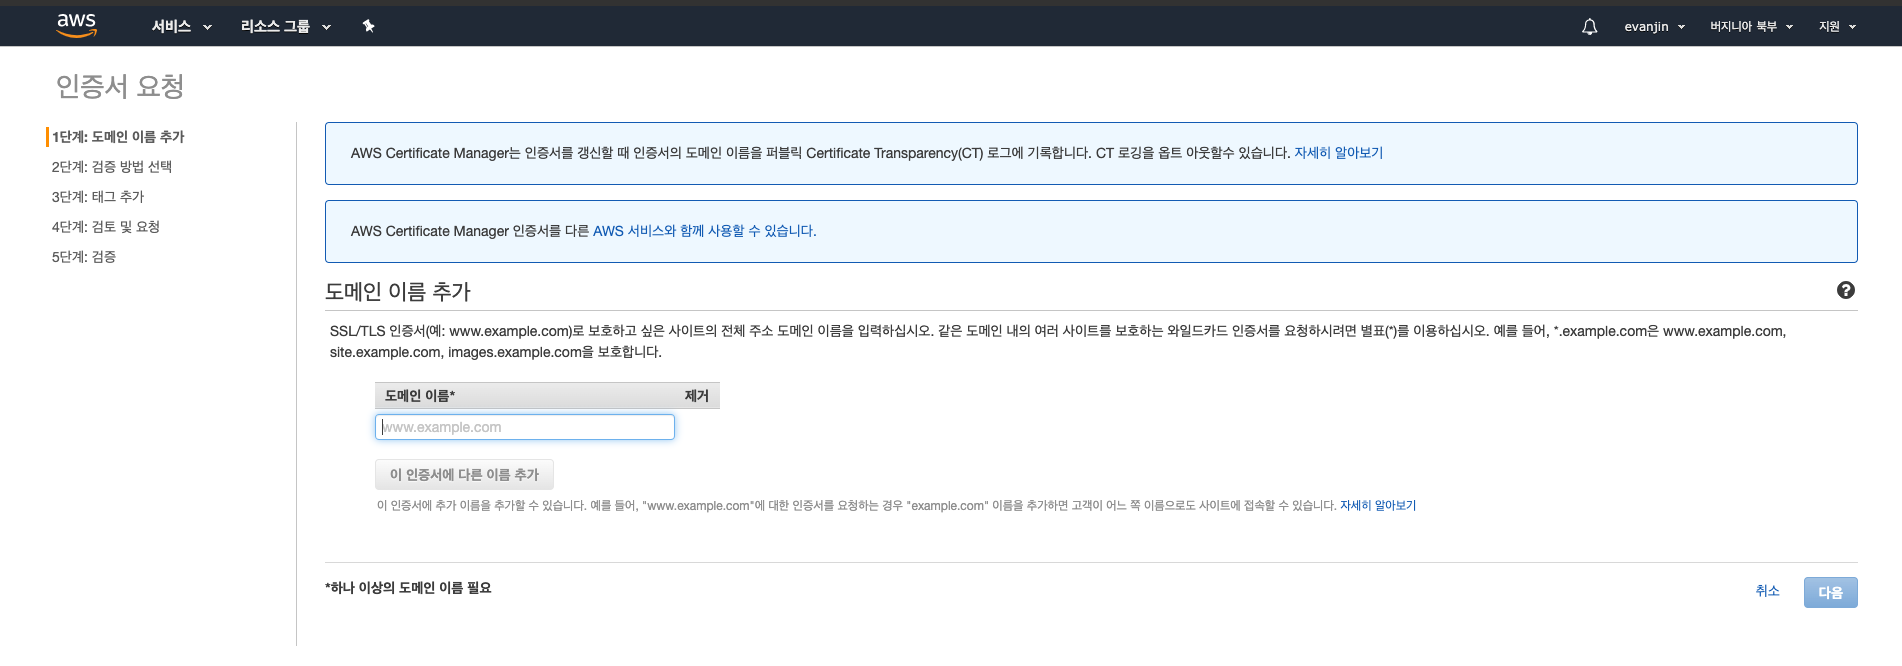 aws 서비스 리소스 그룹 evanjin 버지니아 북부 지원
인증서 요청
1단계: 도메인 이름 추가
2단계: 검증 방법 선택
3단계: 태그 추가
4단계: 검토 및 요청
5단계: 검증
AWS Certificate Manager는 인증서를 갱신할 때 인증서의 도메인 이름을 퍼블릭 Certificate Transparency(CT) 로그에 기록합니다. CT 로깅을 옵트 아웃할수 있습니다. 자세히 알아보기
AWS Certificate Manager 인증서를 다른 AWS 서비스와 함께 사용할 수 있습니다.
도메인 이름 추가
SSL/TLS 인증서(예: www.example.com)로 보호하고 싶은 사이트의 전체 주소 도메인 이름을 입력하십시오. 같은 도메인 내의 여러 사이트를 보호하는 와일드카드 인증서를 요청하시려면 별표(*)를 이용하십시오. 예를 들어, *.example.com은 www.example.com,
site.example.com, images.example.com을 보호합니다.
도메인 이름* 제거
www.example.com
이 인증서에 다른 이름 추가
이 인증서에 추가 이름을 추가할 수 있습니다. 예를 들어, "www.example.com"에 대한 인증서를 요청하는 경우 "example.com" 이름을 추가하면 고객이 어느 쪽 이름으로도 사이트에 접속할 수 있습니다. 자세히 알아보기
*하나 이상의 도메인 이름 필요
취소 다음